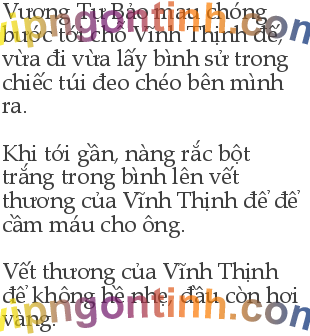 Vương Tư Bảo mau chóng
bước tới chỗ Vĩnh Thịnh đế,
vừa đi vừa lấy bình sứ trong
chiếc túi đeo chéo bên mình
ra.
Khi tới gần, nàng rắc bột
trắng trong bình lên vết
thương của Vĩnh Thịnh đế để
cầm máu cho ông.
Vết thương của Vĩnh Thịnh
đế không hề nhẹ, đầu còn hơi
vàng.
vipngontinh.com
vipngontinh.com